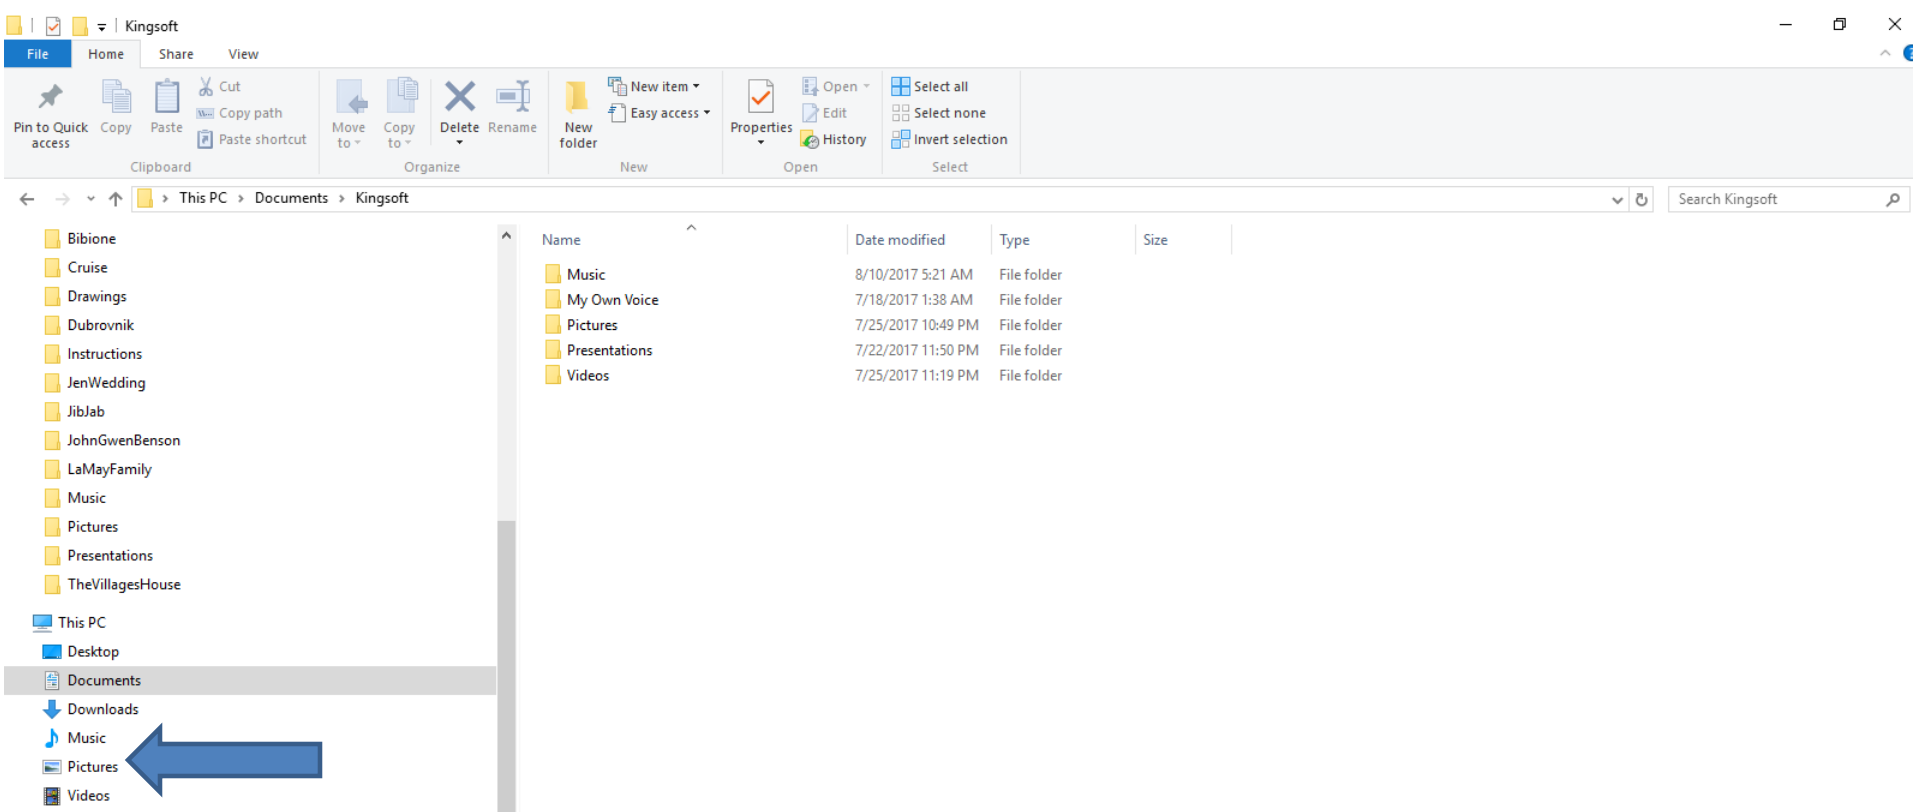 Kingsoft
File Home Share View
Pin to Quick access
Copy
Paste
Cut
Copy path
Paste shortcut
Clipboard
Move to
Copy to
Delete
Rename
Organize
New folder
New item
Easy access
New
Properties
Open
Edit
History
Open
Select all
Select none
Invert selection
Select
This PC > Documents > Kingsoft
Search Kingsoft
Bibione
Cruise
Drawings
Dubrovnik
Instructions
JenWedding
JibJab
JohnGwenBenson
LaMayFamily
Music
Pictures
Presentations
TheVillagesHouse
This PC
Desktop
Documents
Downloads
Music
Pictures
Videos
Name Date modified Type Size
Music 8/10/2017 5:21 AM File folder
My Own Voice 7/18/2017 1:38 AM File folder
Pictures 7/25/2017 10:49 PM File folder
Presentations 7/22/2017 11:50 PM File folder
Videos 7/25/2017 11:19 PM File folder